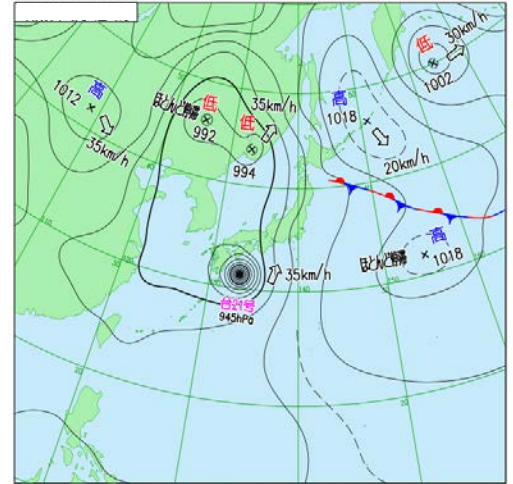 低
30km/h
1002
高
1012
35km/h
ほとんど停滞
低
992
低
35km/h
994
高
1018
20km/h
ほとんど停滞
高
1018
35km/h
台21号
945hPa
140